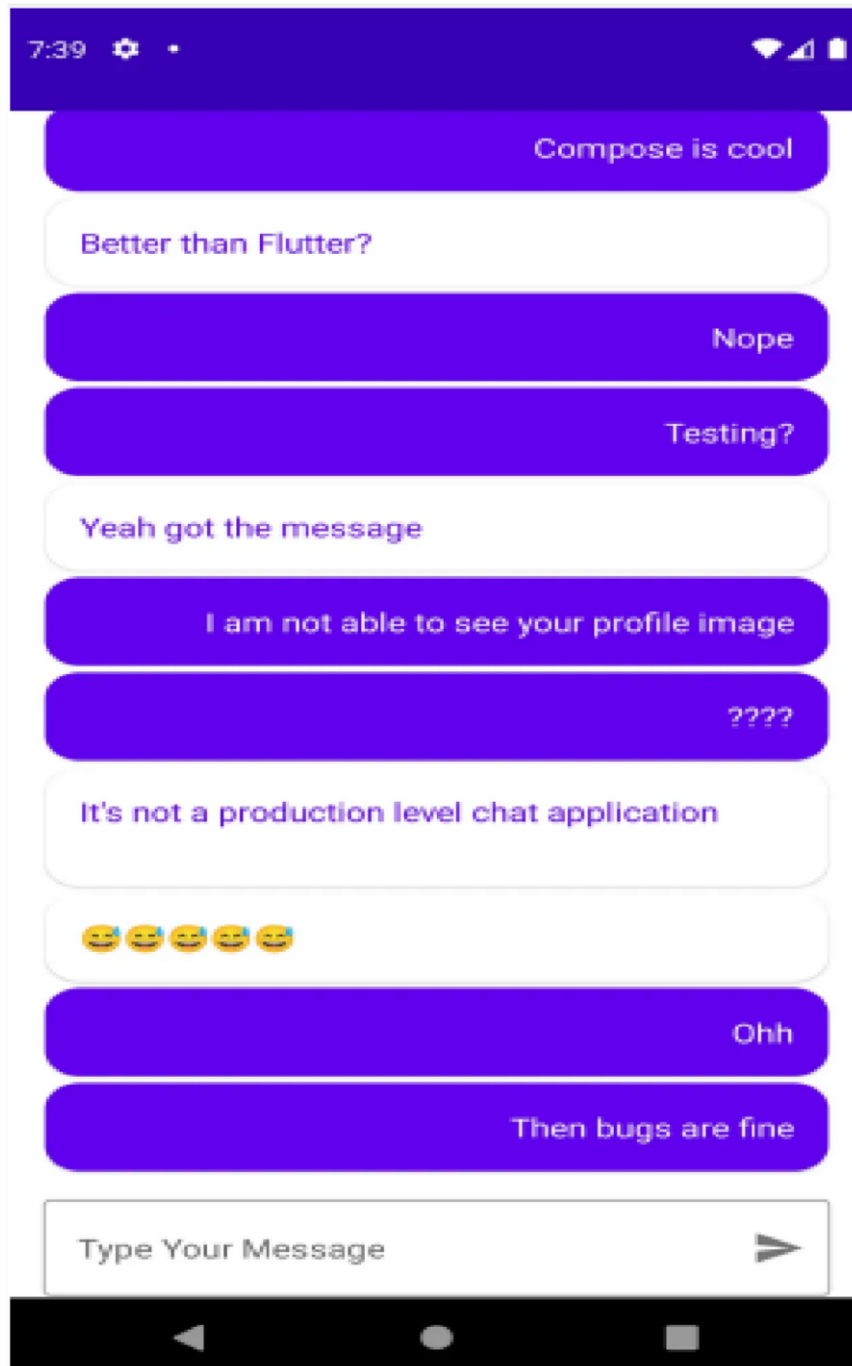 7:39
Compose is cool
Better than Flutter?
Nope
Testing?
Yeah got the message
I am not able to see your profile image
????
It's not a production level chat application
😅😅😅😅😅
Ohh
Then bugs are fine
Type Your Message